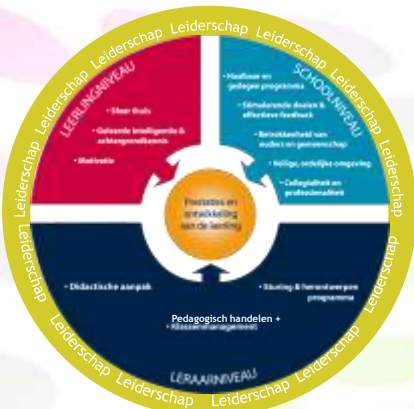 Leiderschap Leiderschap Leiderschap Leiderschap Leiderschap Leiderschap Leiderschap Leiderschap Leiderschap Leiderschap Leiderschap Leiderschap Leiderschap Leiderschap
LEERLINGNIVEAU
• Sfeer thuis
• Geleerde intelligentie &
achtergrondkennis
• Motivatie
SCHOOLNIVEAU
• Haalbaar en
gedegen programma
• Stimulerende doelen &
effectieve feedback
• Betrokkenheid van
ouders en gemeenschap
• Veilige, ordelijke omgeving
• Collegialiteit en
professionaliteit
Prestaties en
ontwikkeling
van de leerling
• Didactische aanpak
• Sturing & herontwerpen
programma
Pedagogisch handelen +
• Klassenmanagement
LERAARNIVEAU